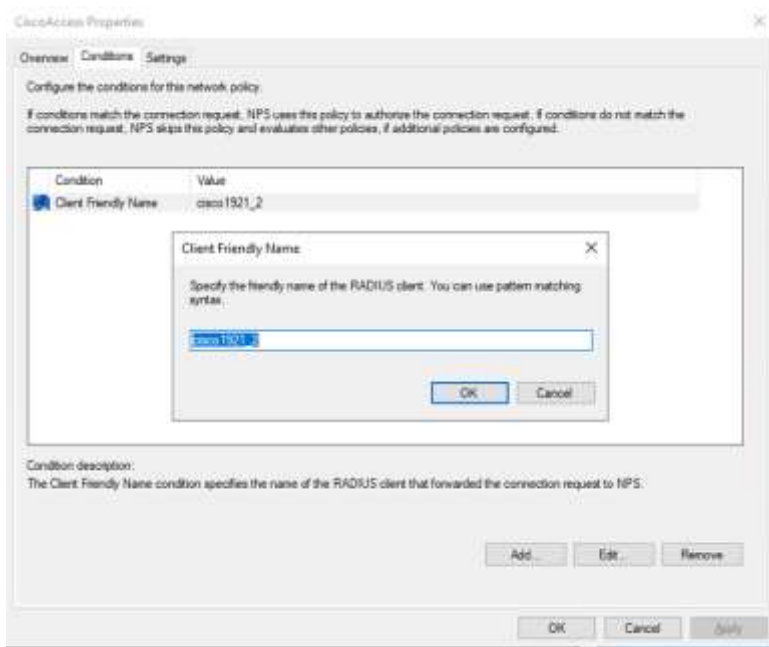 CiscoAccess Properties
Overview Conditions Settings
Configure the conditions for this network policy.
If conditions match the connection request, NPS uses this policy to authorize the connection request. If conditions do not match the
connection request, NPS skips this policy and evaluates other policies, if additional policies are configured.
Condition Value
Client Friendly Name cisco1921_2
Client Friendly Name
Specify the friendly name of the RADIUS client. You can use pattern matching
syntax.
cisco1921_2
OK Cancel
Condition description:
The Client Friendly Name condition specifies the name of the RADIUS client that forwarded the connection request to NPS.
Add... Edit... Remove
OK Cancel Apply